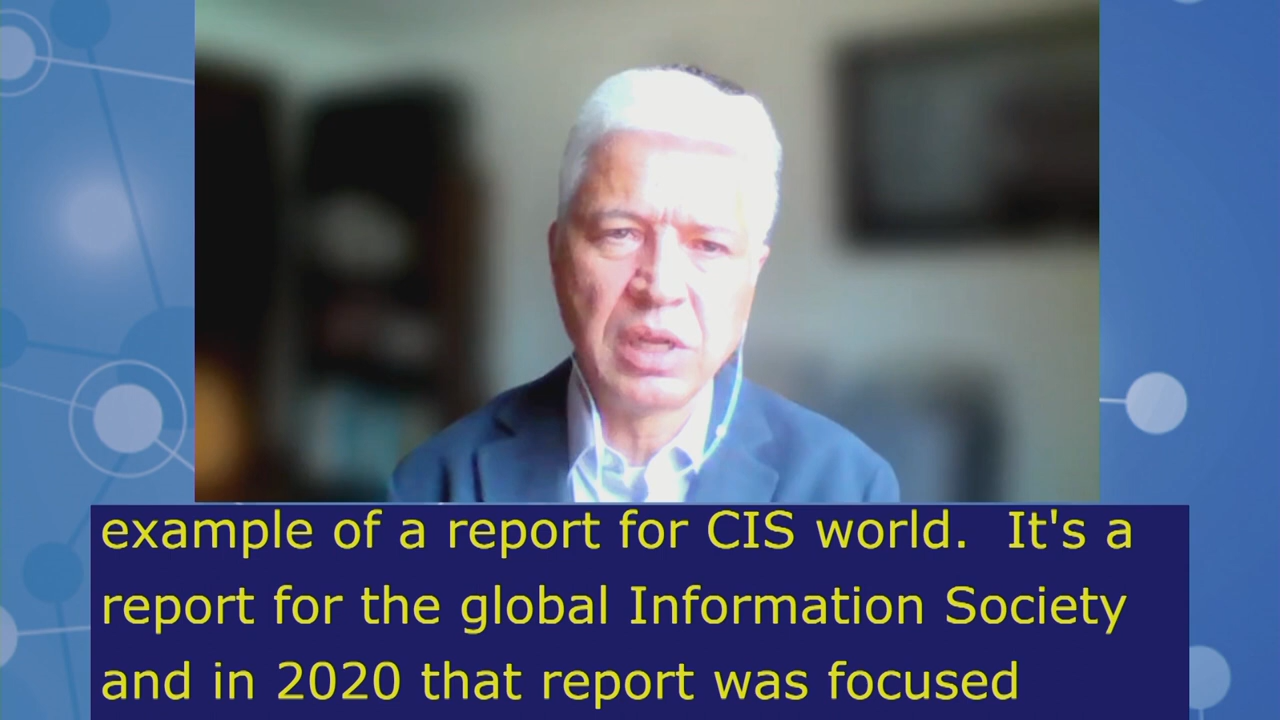 example of a report for CIS world.  It's a
report for the global Information Society
and in 2020 that report was focused